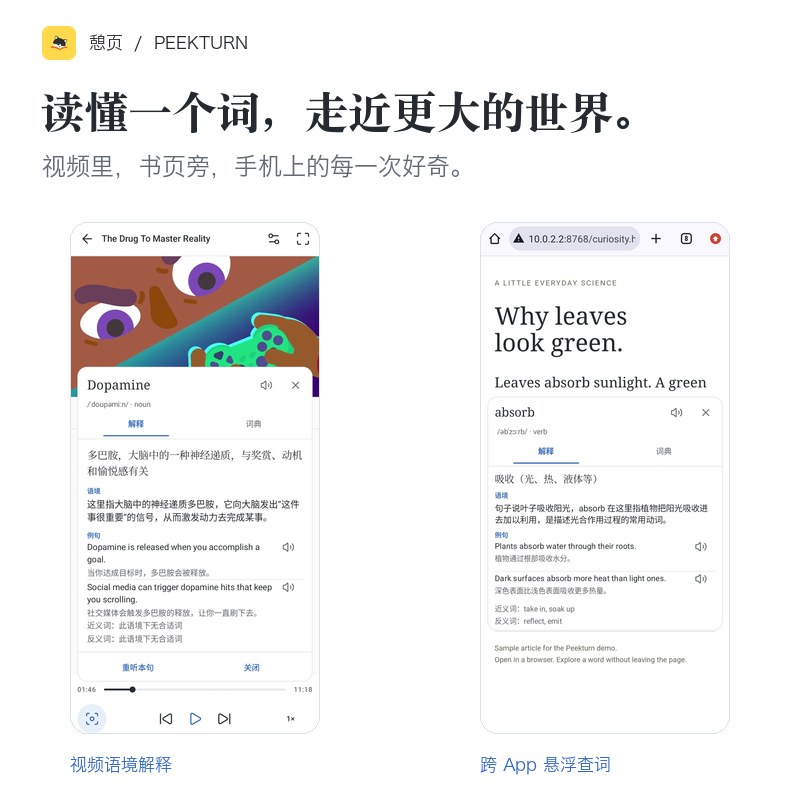 憩页 / PEEKTURN
读懂一个词，走近更大的世界。
视频里，书页旁，手机上的每一次好奇。
The Drug To Master Reality
Dopamine
/ˈdoupəmiːn/ · noun
解释 词典
多巴胺，大脑中的一种神经递质，与奖赏、动机
和愉悦感有关
语境
这里指大脑中的神经递质多巴胺，它向大脑发出“这件
事很重要”的信号，从而激发动力去完成某事。
例句
Dopamine is released when you accomplish a
goal.
当你达成目标时，多巴胺会被释放。
Social media can trigger dopamine hits that keep
you scrolling.
社交媒体会触发多巴胺的释放，让你一直刷下去。
近义词：此语境下无合适词
反义词：此语境下无合适词
重听本句 关闭
01:46 11:18
1×
视频语境解释
10.0.2.2:8768/curiosity.h
8
A LITTLE EVERYDAY SCIENCE
Why leaves
look green.
Leaves absorb sunlight. A green
absorb
/əbˈzɔːrb/ · verb
解释 词典
吸收（光、热、液体等）
语境
句子说叶子吸收阳光，absorb 在这里指植物把阳光吸收进
去加以利用，是描述光合作用过程的常用动词。
例句
Plants absorb water through their roots.
植物通过根部吸收水分。
Dark surfaces absorb more heat than light ones.
深色表面比浅色表面吸收更多热量。
近义词：take in, soak up
反义词：reflect, emit
Sample article for the Peekturn demo.
Open in a browser. Explore a word without leaving the page.
跨 App 悬浮查词